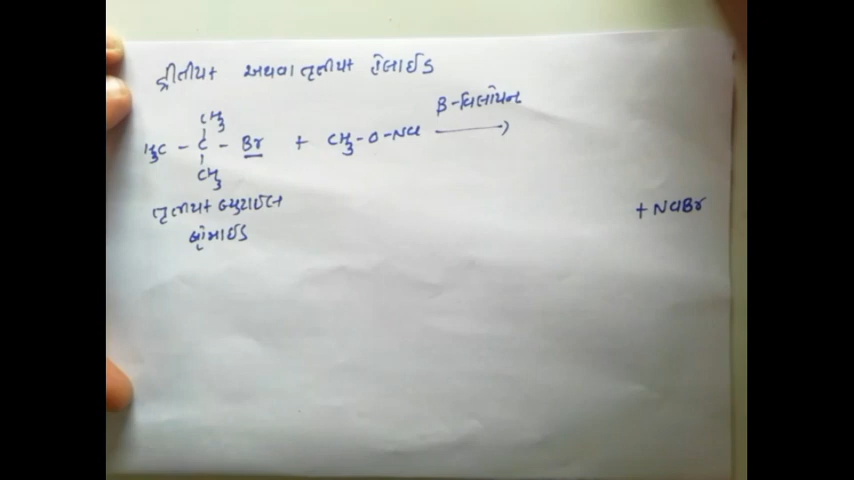 દ્વીતીયક અથવા તૃતીયક હેલાઈડ
CH3
β-વિલોપન
H3C - C - Br + CH3-O-Na ⟶
CH3
તૃતીયક બ્યુટાઈલ
+ NaBr
બ્રોમાઈડ